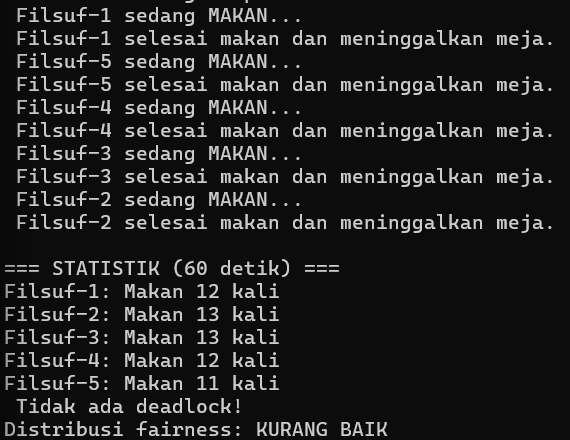 Filsuf-1 sedang MAKAN...
Filsuf-1 selesai makan dan meninggalkan meja.
Filsuf-5 sedang MAKAN...
Filsuf-5 selesai makan dan meninggalkan meja.
Filsuf-4 sedang MAKAN...
Filsuf-4 selesai makan dan meninggalkan meja.
Filsuf-3 sedang MAKAN...
Filsuf-3 selesai makan dan meninggalkan meja.
Filsuf-2 sedang MAKAN...
Filsuf-2 selesai makan dan meninggalkan meja.
=== STATISTIK (60 detik) ===
Filsuf-1: Makan 12 kali
Filsuf-2: Makan 13 kali
Filsuf-3: Makan 13 kali
Filsuf-4: Makan 12 kali
Filsuf-5: Makan 11 kali
Tidak ada deadlock!
Distribusi fairness: KURANG BAIK